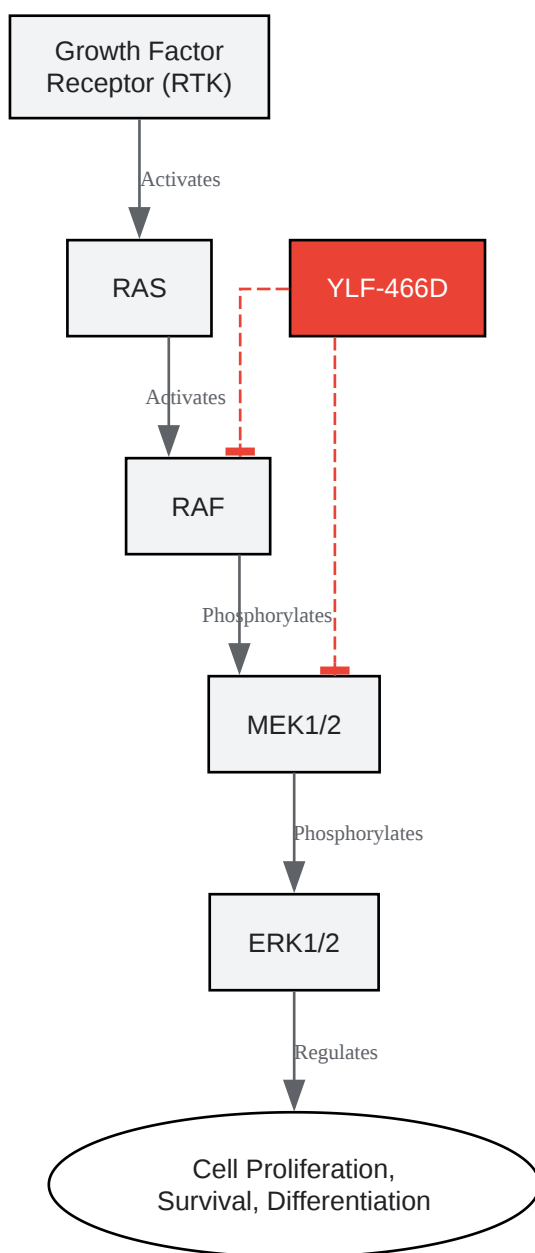 Growth Factor
Receptor (RTK)
Activates
RAS
YLF-466D
Activates
RAF
Phosphorylates
MEK1/2
Phosphorylates
ERK1/2
Regulates
Cell Proliferation,
Survival, Differentiation